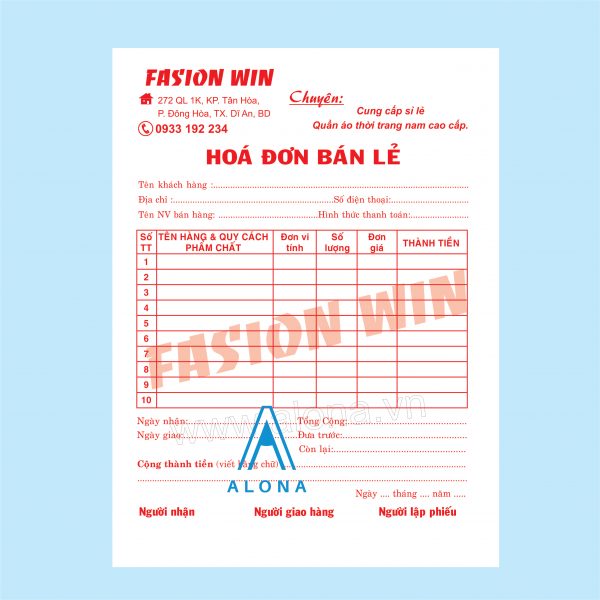 FASION WIN
272 QL 1K, KP. Tân Hòa,
P. Đông Hòa, TX. Dĩ An, BD
0933 192 234
Chuyên:
Cung cấp sỉ lẻ
Quần áo thời trang nam cao cấp.
HOÁ ĐƠN BÁN LẺ
Tên khách hàng :
Địa chỉ : Số điện thoại:
Tên NV bán hàng: Hình thức thanh toán:
Số TT TÊN HÀNG & QUY CÁCH PHẨM CHẤT Đơn vi tính Số lượng Đơn giá THÀNH TIỀN
1
2
3
4
5
6
7
8
9
10
FASION WIN
www.alona.vn
Ngày nhận: Tổng Cộng:
Ngày giao: Đưa trước:
Còn lại:
Cộng thành tiền (viết bằng chữ)
ALONA
Ngày .... tháng .... năm .....
Người nhận Người giao hàng Người lập phiếu